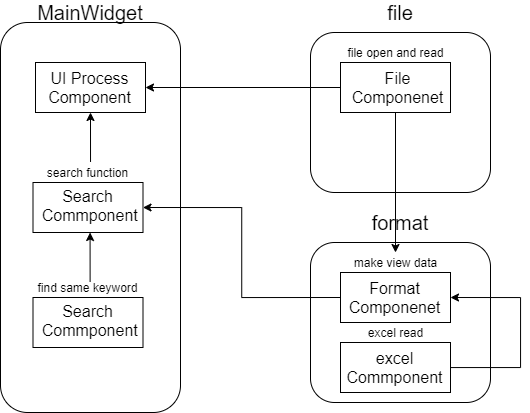 MainWidget
UI Process
Component
search function
Search
Commponent
find same keyword
Search
Commponent
file
file open and read
File
Componenet
format
make view data
Format
Componenet
excel read
excel
Commponent